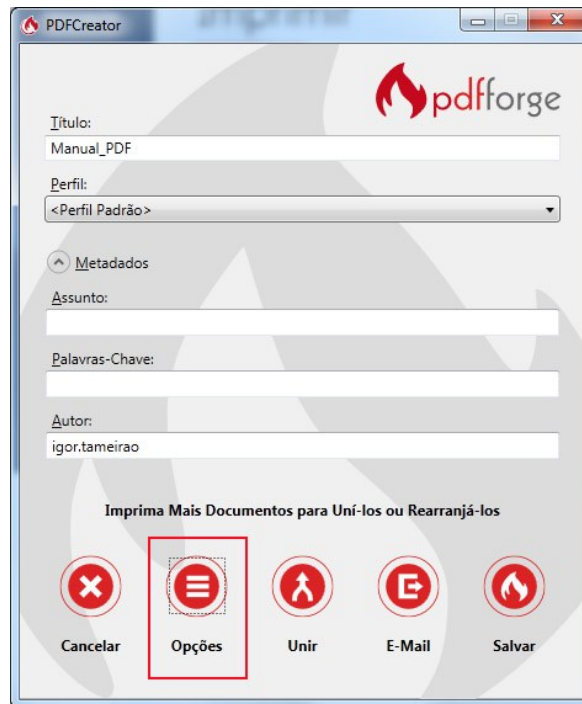 imprimir
PDFCreator
pdfforge
Título:
Manual_PDF
Perfil:
<Perfil Padrão>
Metadados
Assunto:
Palavras-Chave:
Autor:
igor.tameirao
Imprima Mais Documentos para Uní-los ou Rearranjá-los
Cancelar Opções Unir E-Mail Salvar